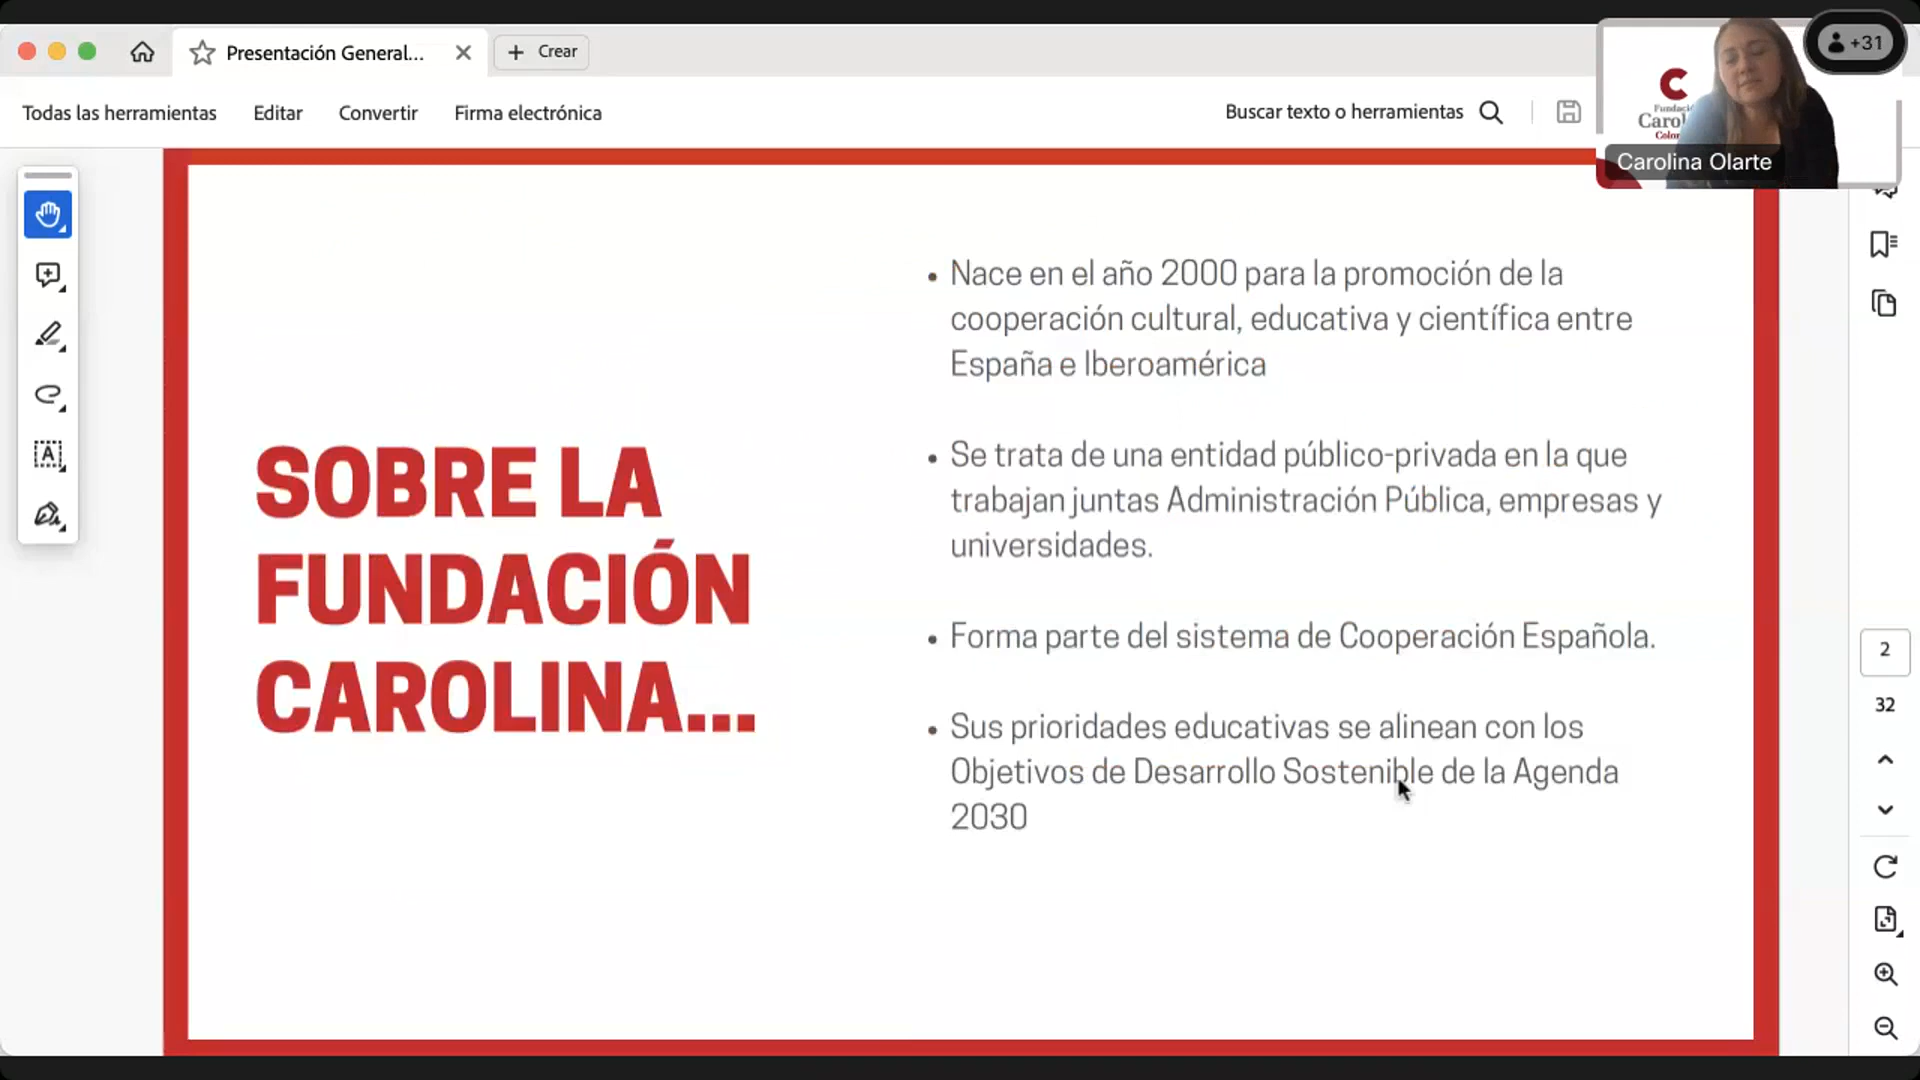 Presentación General...
Crear
+31
Todas las herramientas
Editar
Convertir
Firma electrónica
Buscar texto o herramientas
C
Carolina Olarte
SOBRE LA
FUNDACIÓN
CAROLINA...
• Nace en el año 2000 para la promoción de la
cooperación cultural, educativa y científica entre
España e Iberoamérica
• Se trata de una entidad público-privada en la que
trabajan juntas Administración Pública, empresas y
universidades.
• Forma parte del sistema de Cooperación Española.
• Sus prioridades educativas se alinean con los
Objetivos de Desarrollo Sostenible de la Agenda
2030
2
32